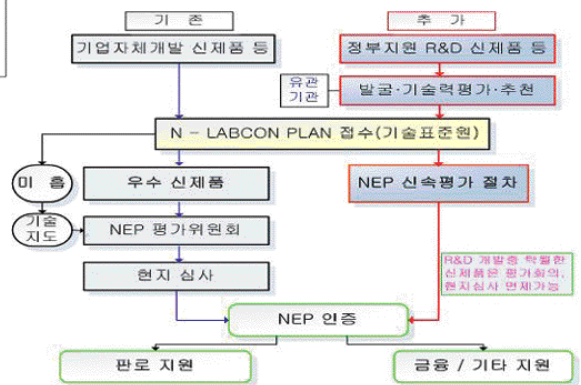 기 존
추 가
기업자체개발 신제품 등
정부지원 R&D 신제품 등
유관
기관
발굴·기술력평가·추천
N - LABCON PLAN 접수(기술표준원)
미 흡
우수 신제품
NEP 신속평가 절차
기술
지도
NEP 평가위원회
현지 심사
R&D 개발중 탁월한
신제품은 평가회의,
현지심사 면제가능
NEP 인증
판로 지원
금융 / 기타 지원